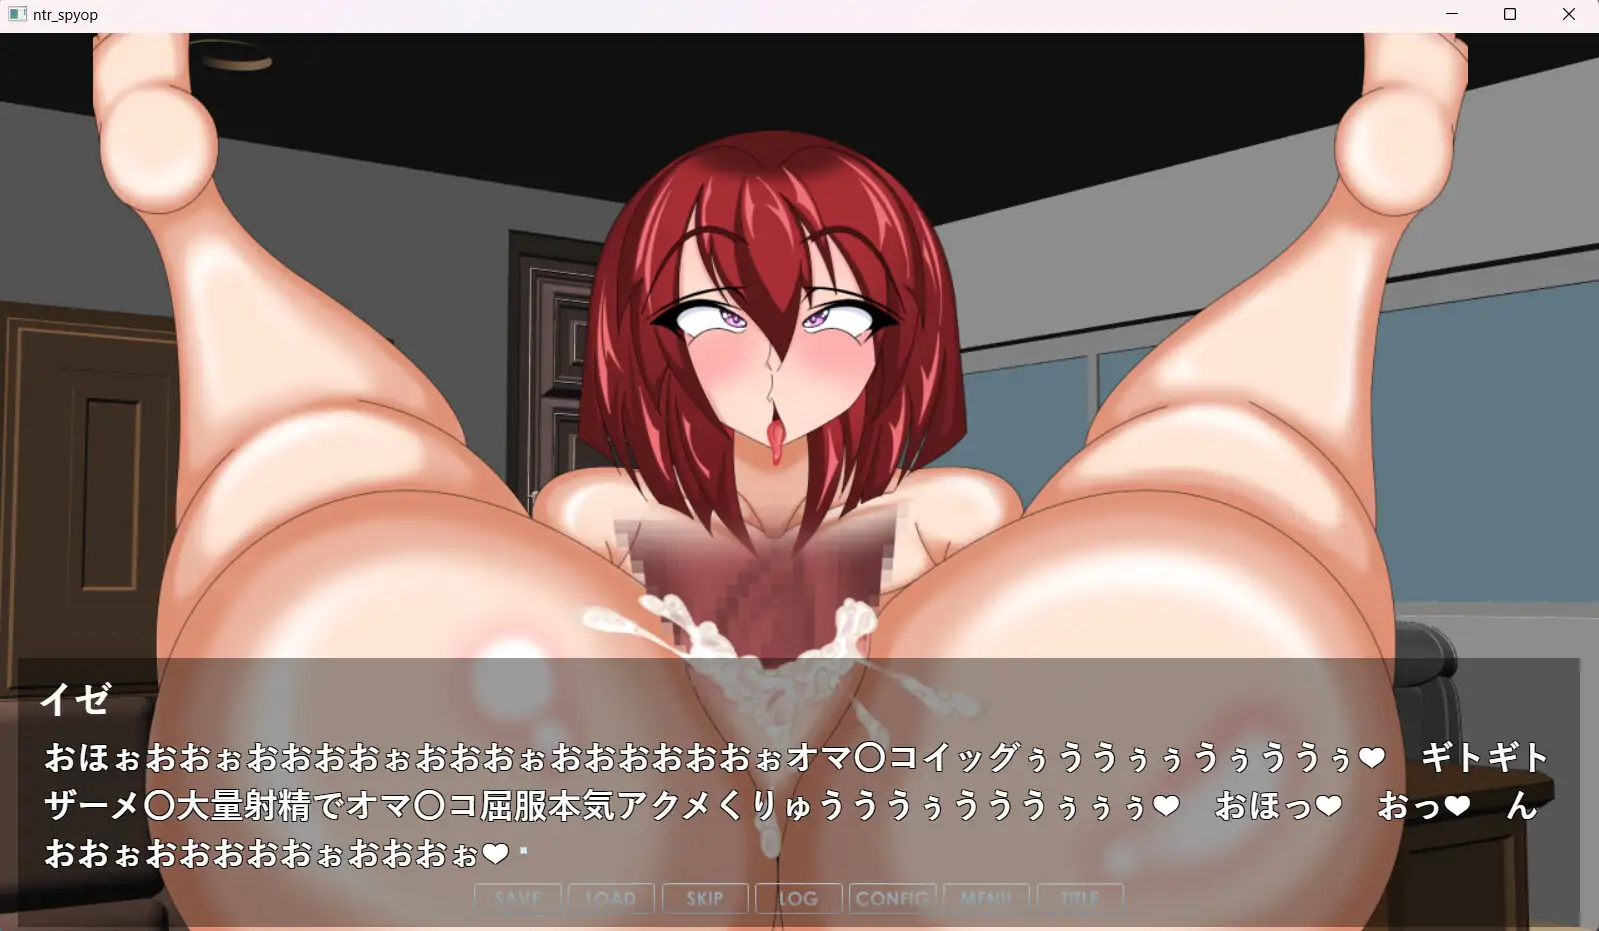 ntr_spyop
イゼ
おほぉおおぉおおおおぉおおおぉおおおおおおぉオマ〇コイッグぅううぅぅうぅううぅ♥　ギトギト
ザーメ〇大量射精でオマ〇コ屈服本気アクメくりゅうううぅうううぅぅぅ♥　おほっ♥　おっ♥　ん
おおぉおおおおおぉおおおぉ♥
SAVE LOAD SKIP LOG CONFIG MENU TITLE